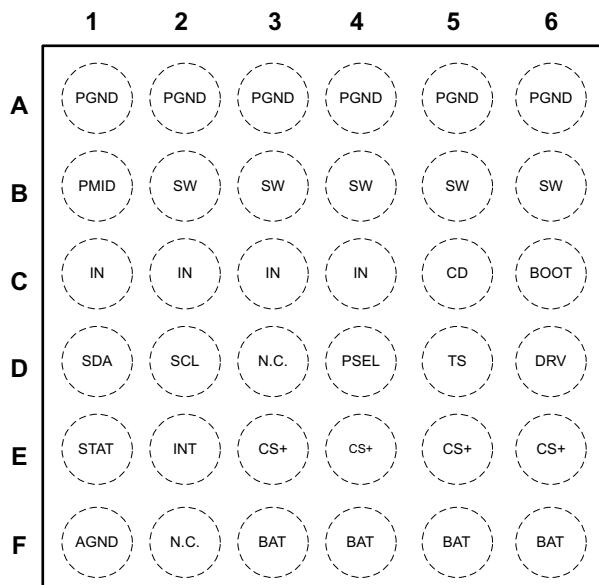 1 2 3 4 5 6
A PGND PGND PGND PGND PGND PGND
B PMID SW SW SW SW SW
C IN IN IN IN CD BOOT
D SDA SCL N.C. PSEL TS DRV
E STAT INT CS+ CS+ CS+ CS+
F AGND N.C. BAT BAT BAT BAT